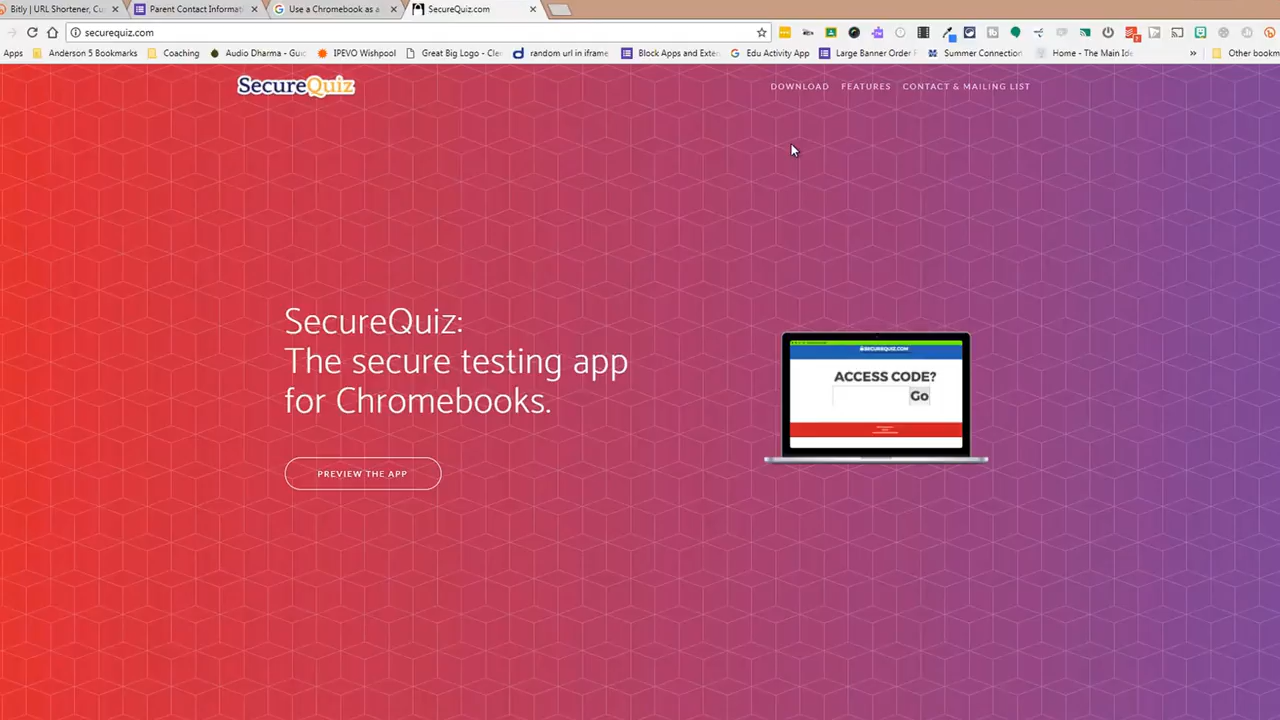 Bitly | URL Shortener, Cu
Parent Contact Informati
Use a Chromebook as a
SecureQuiz.com
securequiz.com
Apps
Anderson 5 Bookmarks
Coaching
Audio Dharma - Gui
IPEVO Wishpool
Great Big Logo - Cle
random url in iframe
Block Apps and Exte
Edu Activity App
Large Banner Order F
Summer Connection
Home - The Main Ide
»
Other bookm
SecureQuiz
DOWNLOAD FEATURES CONTACT & MAILING LIST
SecureQuiz:
The secure testing app
for Chromebooks.
PREVIEW THE APP
SECUREQUIZ.COM
ACCESS CODE?
Go